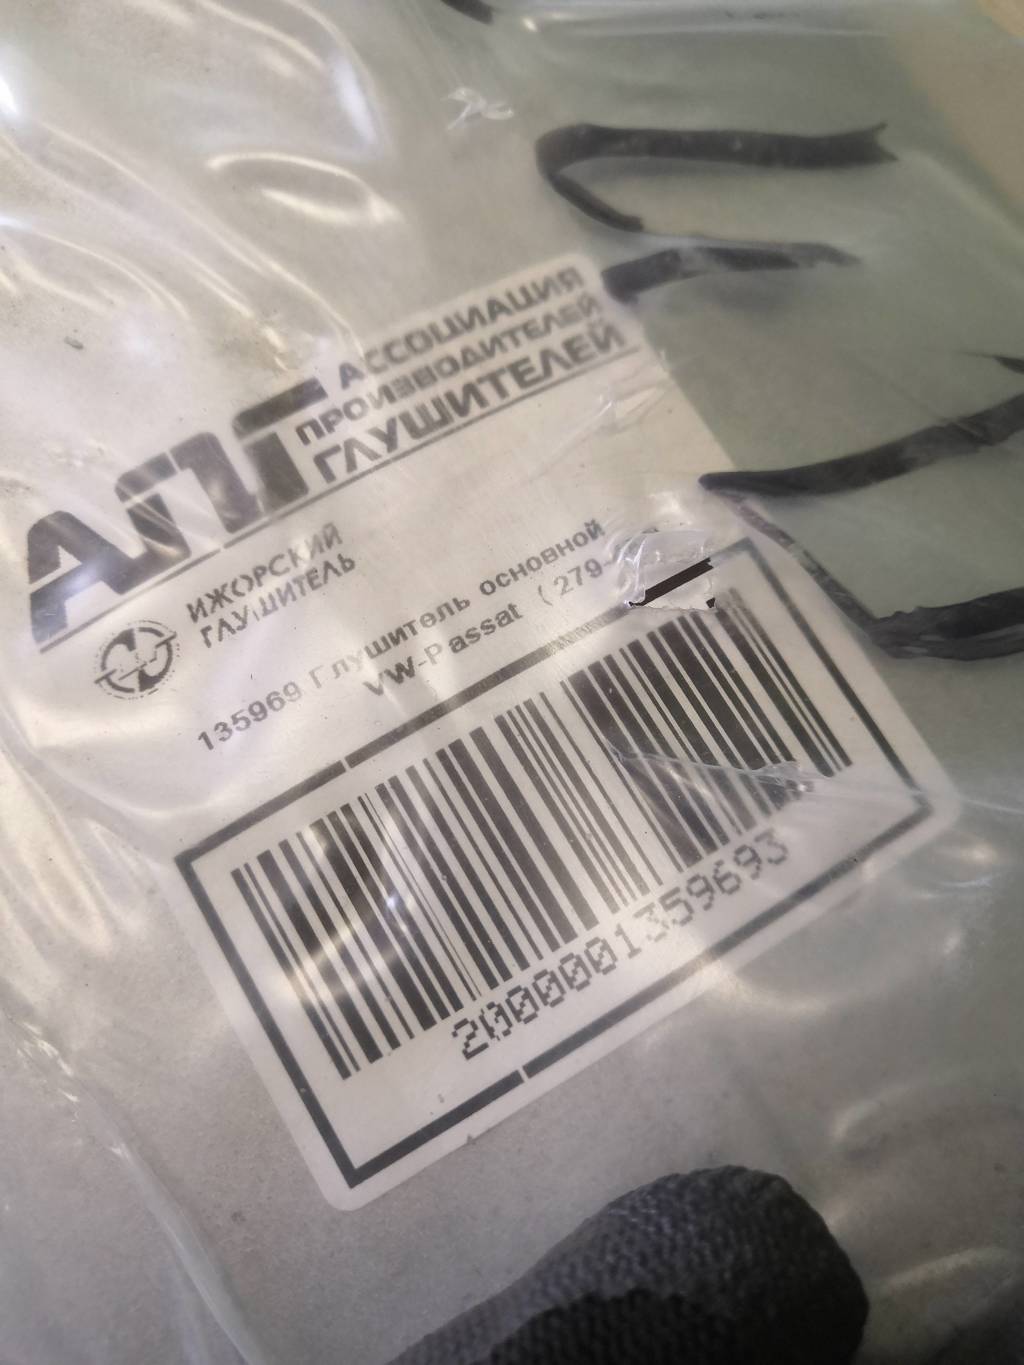 АПГ
АССОЦИАЦИЯ
ПРОИЗВОДИТЕЛЕЙ
ГЛУШИТЕЛЕЙ
ИЖОРСКИЙ
ГЛУШИТЕЛЬ
135969 Глушитель основной
VW-Passat (279-
2000001359693